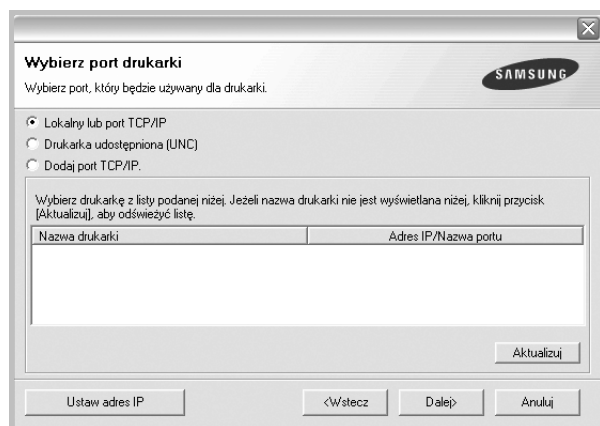 Wybierz port drukarki
Wybierz port, który będzie używany dla drukarki.
SAMSUNG
Lokalny lub port TCP/IP
Drukarka udostępniona (UNC)
Dodaj port TCP/IP.
Wybierz drukarkę z listy podanej niżej. Jeżeli nazwa drukarki nie jest wyświetlana niżej, kliknij przycisk
[Aktualizuj], aby odświeżyć listę.
Nazwa drukarki Adres IP/Nazwa portu
Aktualizuj
Ustaw adres IP <Wstecz Dalej> Anuluj